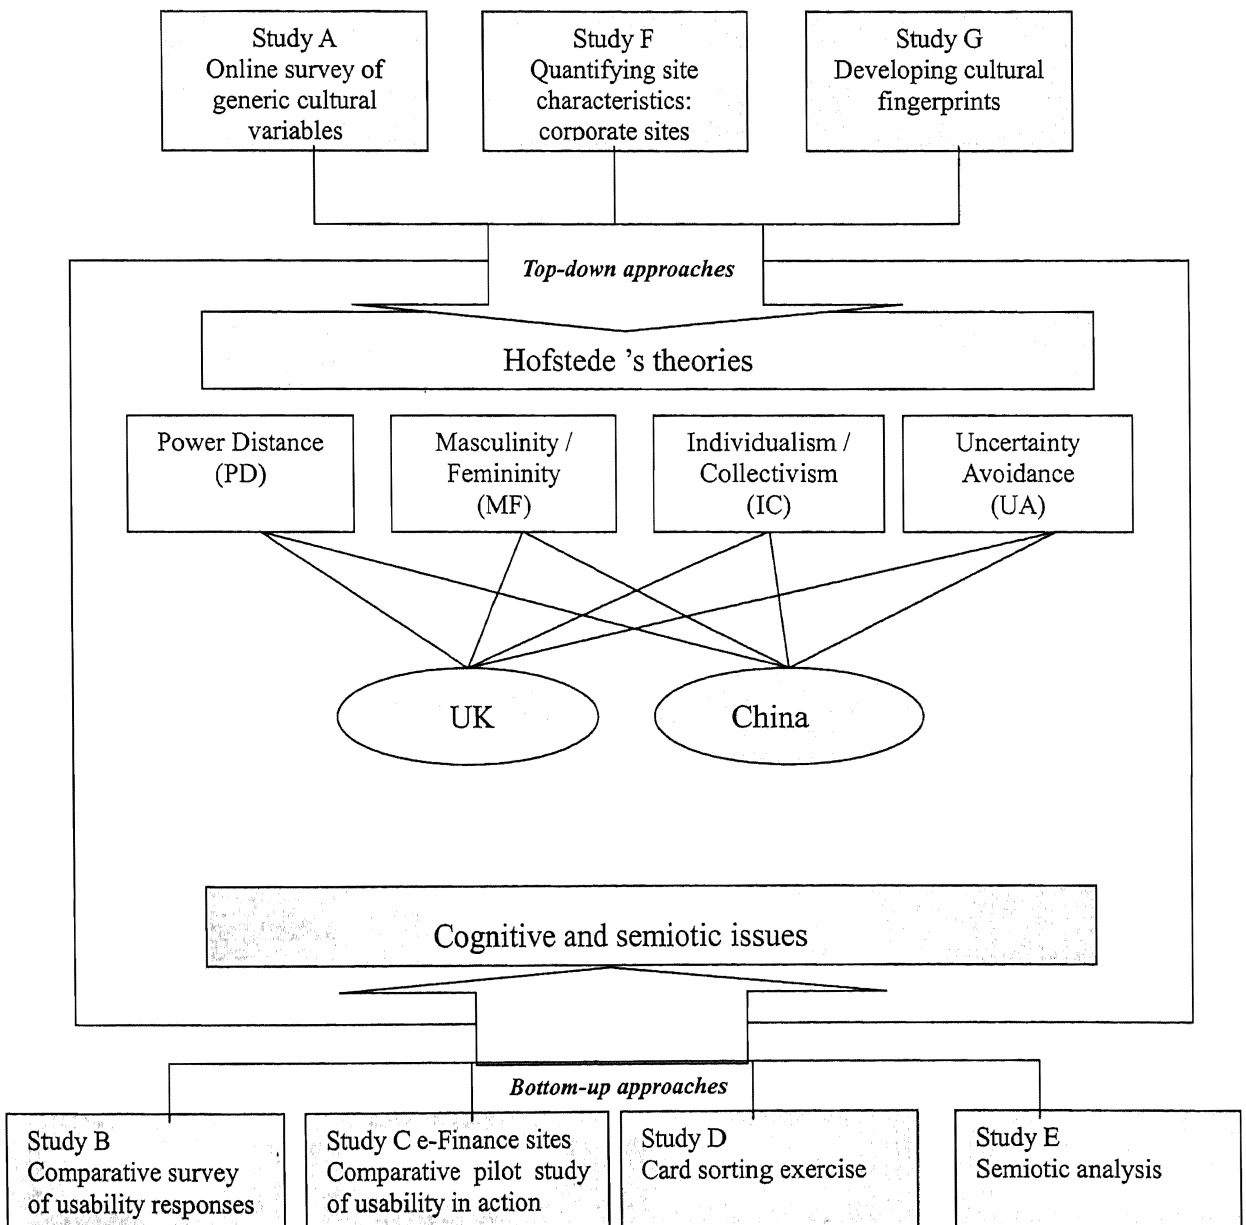 Study A
Online survey of
generic cultural
variables
Study F
Quantifying site
characteristics:
corporate sites
Study G
Developing cultural
fingerprints
Top-down approaches
Hofstede 's theories
Power Distance
(PD)
Masculinity /
Femininity
(MF)
Individualism /
Collectivism
(IC)
Uncertainty
Avoidance
(UA)
UK
China
Cognitive and semiotic issues
Bottom-up approaches
Study B
Comparative survey
of usability responses
Study C e-Finance sites
Comparative pilot study
of usability in action
Study D
Card sorting exercise
Study E
Semiotic analysis